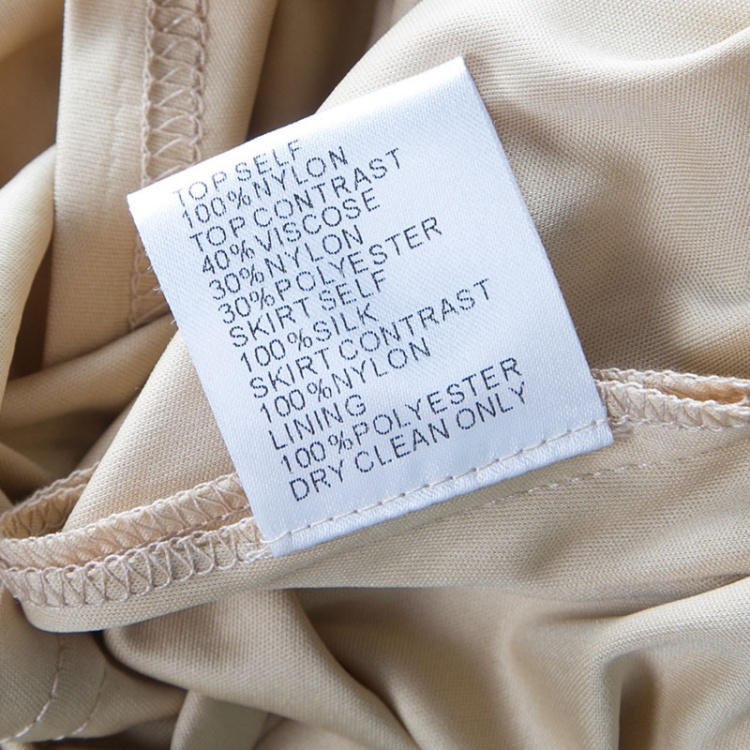 TOP SELF
100%NYLON
TOP CONTRAST
40%VISCOSE
30%NYLON
30%POLYESTER
SKIRT SELF
100%SILK
SKIRT CONTRAST
100%NYLON
LINING
100%POLYESTER
DRY CLEAN ONLY